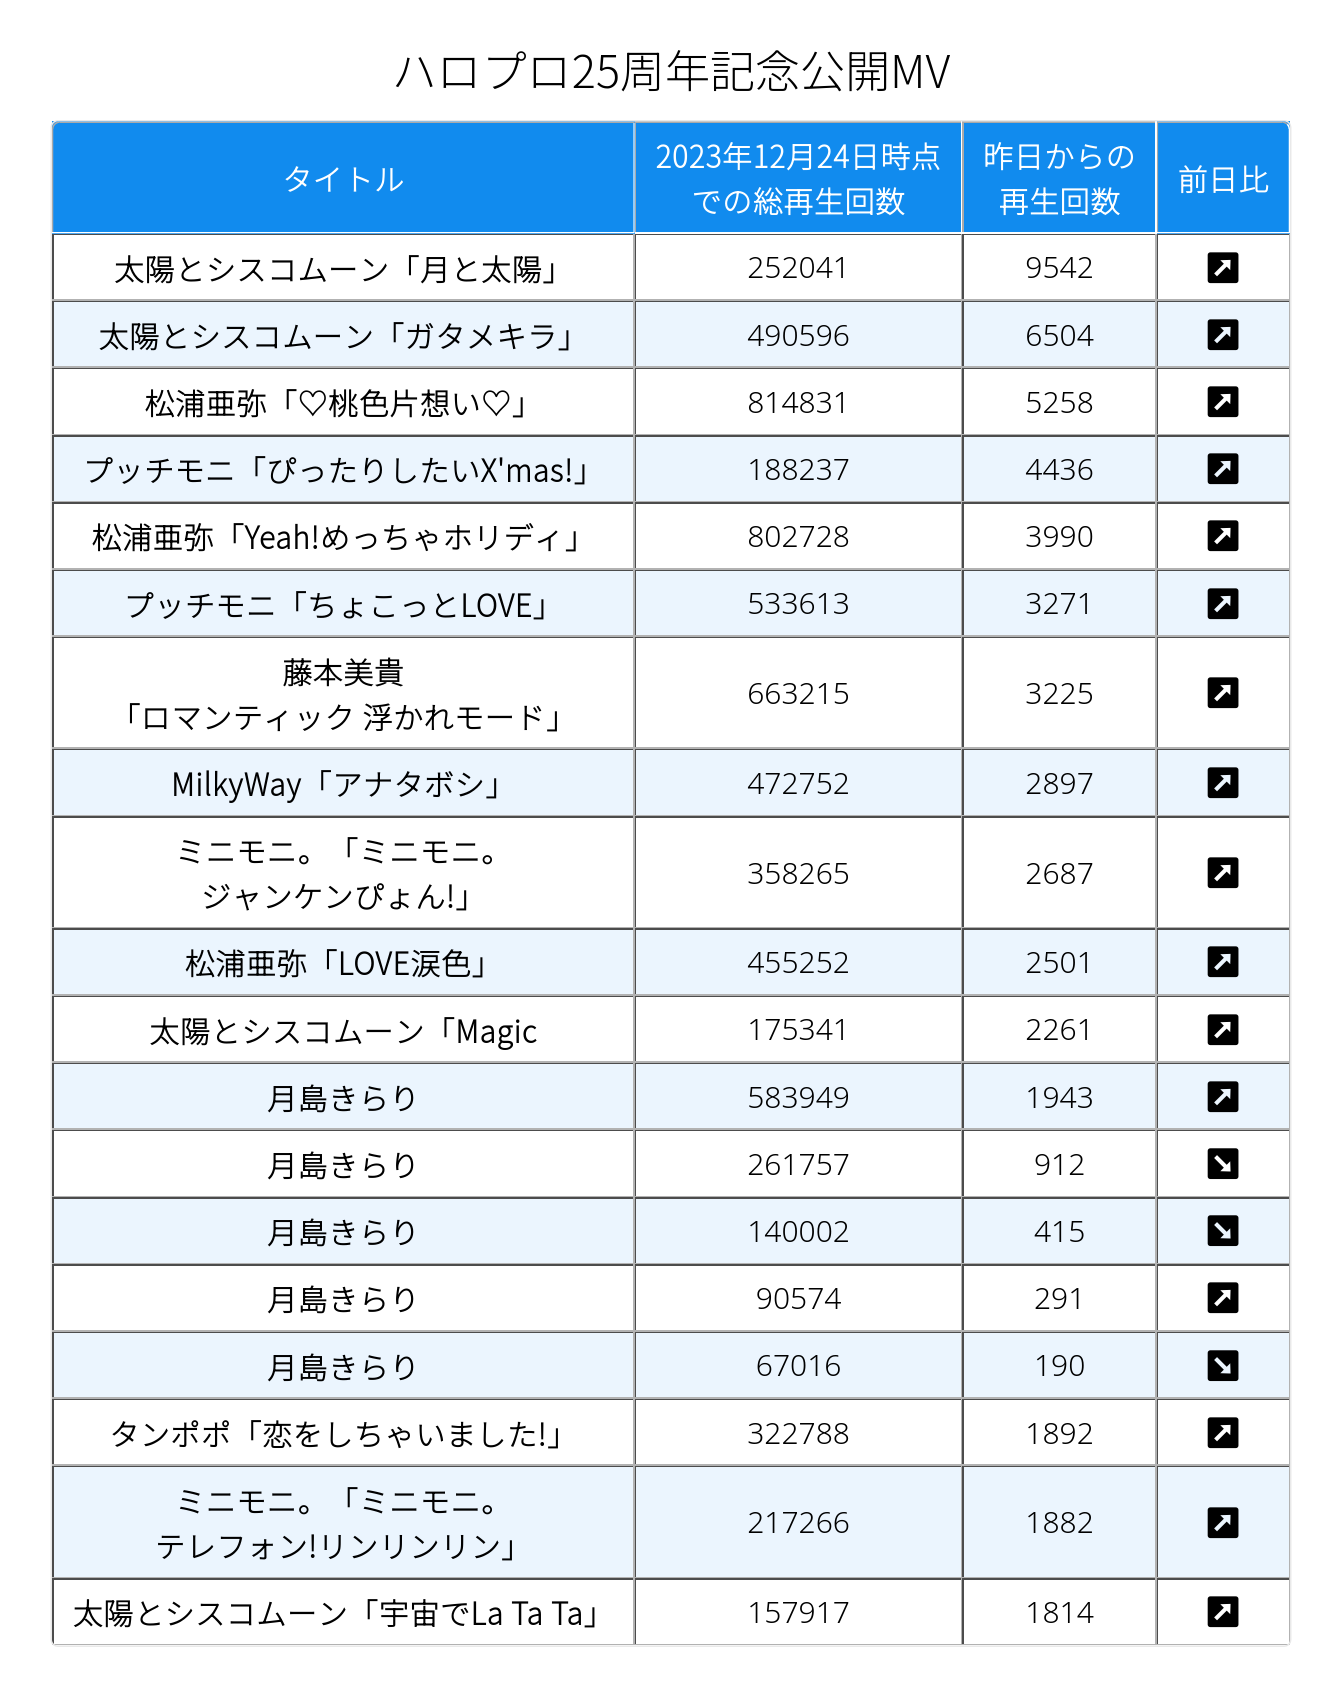 ハロプロ25周年記念公開MV
タイトル 2023年12月24日時点での総再生回数 昨日からの再生回数 前日比
太陽とシスコムーン「月と太陽」 252041 9542 ↗
太陽とシスコムーン「ガタメキラ」 490596 6504 ↗
松浦亜弥「♡桃色片想い♡」 814831 5258 ↗
プッチモニ「ぴったりしたいX'mas!」 188237 4436 ↗
松浦亜弥「Yeah!めっちゃホリディ」 802728 3990 ↗
プッチモニ「ちょこっとLOVE」 533613 3271 ↗
藤本美貴
「ロマンティック 浮かれモード」 663215 3225 ↗
MilkyWay「アナタボシ」 472752 2897 ↗
ミニモニ。「ミニモニ。
ジャンケンぴょん!」 358265 2687 ↗
松浦亜弥「LOVE涙色」 455252 2501 ↗
太陽とシスコムーン「Magic 175341 2261 ↗
月島きらり 583949 1943 ↗
月島きらり 261757 912 ↘
月島きらり 140002 415 ↘
月島きらり 90574 291 ↗
月島きらり 67016 190 ↘
タンポポ「恋をしちゃいました!」 322788 1892 ↗
ミニモニ。「ミニモニ。
テレフォン!リンリンリン」 217266 1882 ↗
太陽とシスコムーン「宇宙でLa Ta Ta」 157917 1814 ↗